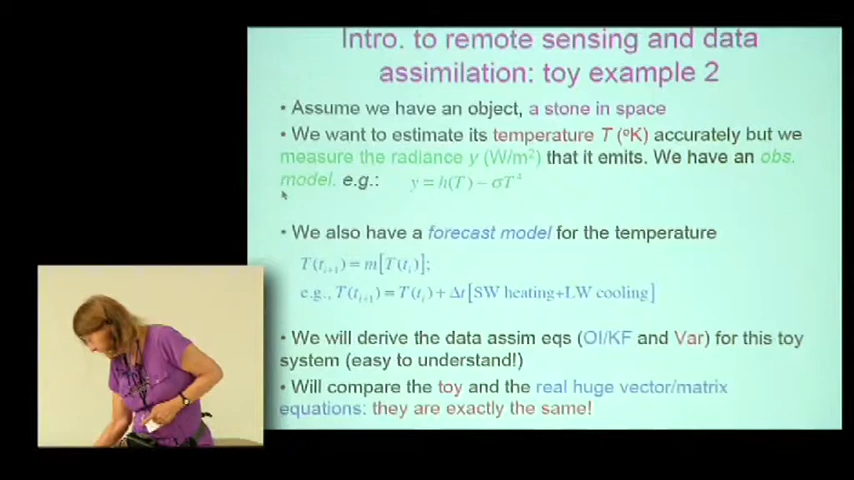 Intro. to remote sensing and data
assimilation: toy example 2
• Assume we have an object, a stone in space
• We want to estimate its temperature T (ºK) accurately but we
measure the radiance y (W/m²) that it emits. We have an obs.
model, e.g.: y = h(T) ~ σT⁴
• We also have a forecast model for the temperature
T(tᵢ₊₁) = m[T(tᵢ)];
e.g., T(tᵢ₊₁) = T(tᵢ) + Δt[SW heating+LW cooling]
• We will derive the data assim eqs (OI/KF and Var) for this toy
system (easy to understand!)
• Will compare the toy and the real huge vector/matrix
equations: they are exactly the same!